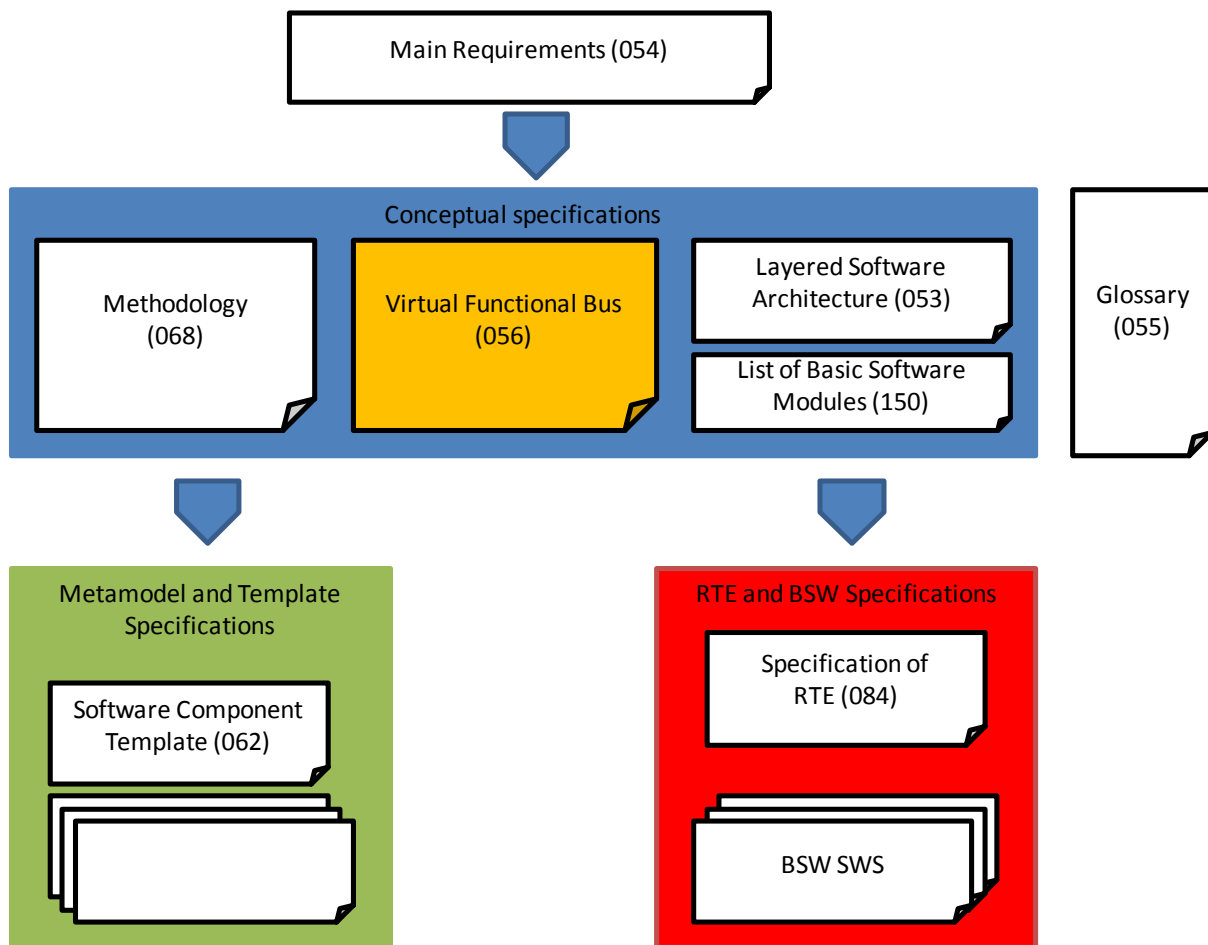 Main Requirements (054)
Conceptual specifications
Methodology
(068)
Virtual Functional Bus
(056)
Layered Software
Architecture (053)
List of Basic Software
Modules (150)
Glossary
(055)
Metamodel and Template
Specifications
Software Component
Template (062)
RTE and BSW Specifications
Specification of
RTE (084)
BSW SWS